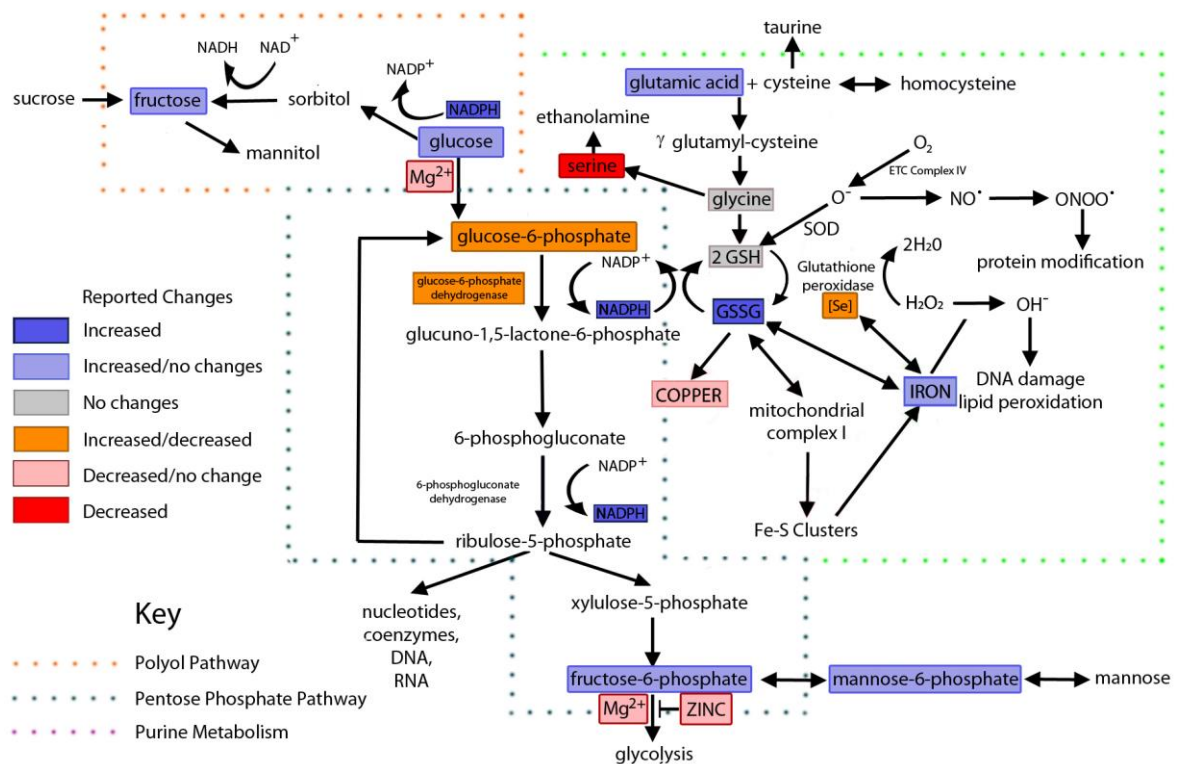 taurine
NADH
NAD+
NADP+
glutamic acid + cysteine
homocysteine
sucrose
fructose
sorbitol
NADPH
ethanolamine
glucose
γ glutamyl-cysteine
mannitol
O2
serine
Mg2+
ETC Complex IV
glycine
O-
NO•
ONOO•
SOD
glucose-6-phosphate
2H20
2 GSH
NADP+
Glutathione
peroxidase
protein modification
glucose-6-phosphate
dehydrogenase
Reported Changes
[Se]
H2O2
OH-
NADPH
GSSG
Increased
glucuno-1,5-lactone-6-phosphate
Increased/no changes
DNA damage
lipid peroxidation
COPPER
IRON
No changes
mitochondrial
complex I
Increased/decreased
6-phosphogluconate
NADP+
Decreased/no change
6-phosphogluconate
dehydrogenase
Decreased
NADPH
Fe-S Clusters
ribulose-5-phosphate
xylulose-5-phosphate
Key
nucleotides,
coenzymes,
DNA,
RNA
Polyol Pathway
fructose-6-phosphate
mannose-6-phosphate
mannose
Pentose Phosphate Pathway
Mg2+
ZINC
Purine Metabolism
glycolysis